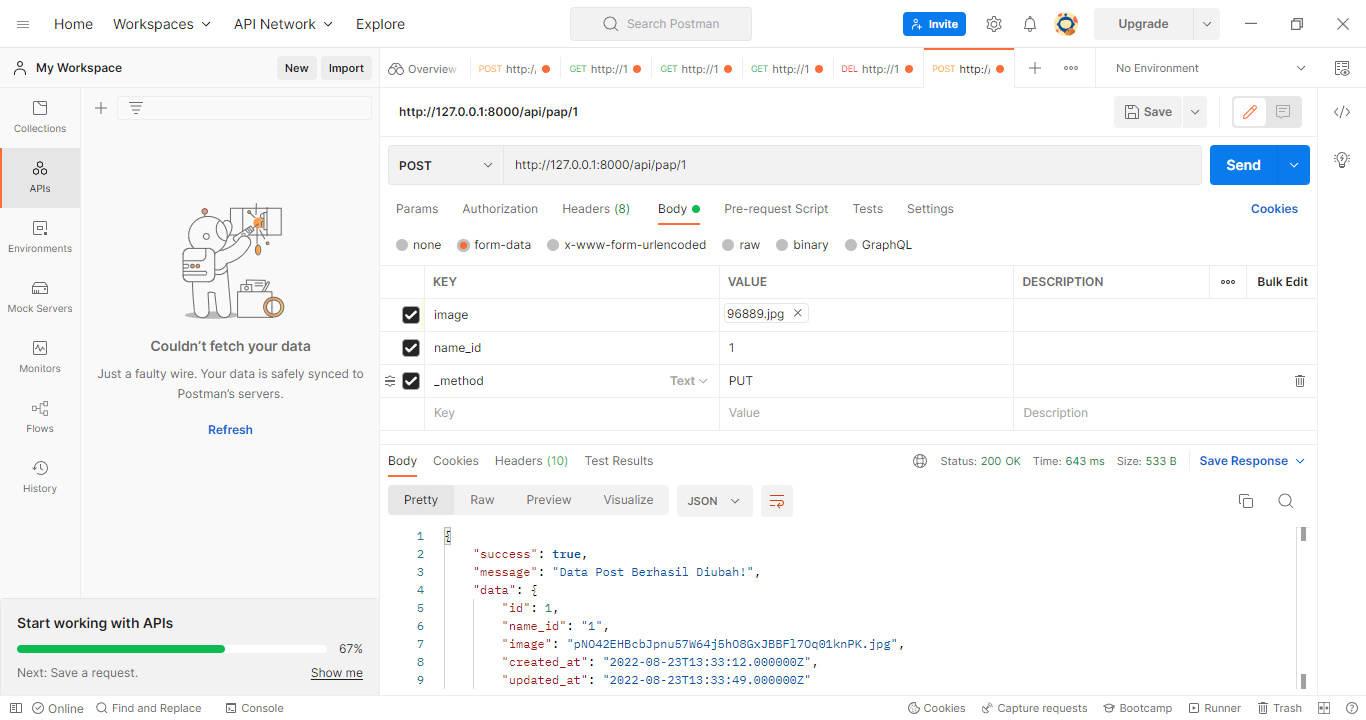 Home Workspaces API Network Explore Search Postman Invite Upgrade
My Workspace New Import Overview POST http:/ GET http://1 GET http://1 GET http://1 DEL http://1 POST http:/ No Environment
Collections
APIs
Environments
Mock Servers
Monitors
Flows
History
Couldn't fetch your data
Just a faulty wire. Your data is safely synced to
Postman's servers.
Refresh
Start working with APIs
67%
Next: Save a request. Show me
http://127.0.0.1:8000/api/pap/1 Save
POST http://127.0.0.1:8000/api/pap/1 Send
Params Authorization Headers (8) Body Pre-request Script Tests Settings Cookies
none form-data x-www-form-urlencoded raw binary GraphQL
KEY VALUE DESCRIPTION Bulk Edit
image 96889.jpg
name_id 1
_method Text PUT
Key Value Description
Body Cookies Headers (10) Test Results Status: 200 OK Time: 643 ms Size: 533 B Save Response
Pretty Raw Preview Visualize JSON
1 {
2 "success": true,
3 "message": "Data Post Berhasil Diubah!",
4 "data": {
5 "id": 1,
6 "name_id": "1",
7 "image": "pNO42EHBcbJpnu57W64j5hO8GxJBBFl7Oq01knPK.jpg",
8 "created_at": "2022-08-23T13:33:12.000000Z",
9 "updated_at": "2022-08-23T13:33:49.000000Z"
Online Find and Replace Console Cookies Capture requests Bootcamp Runner Trash